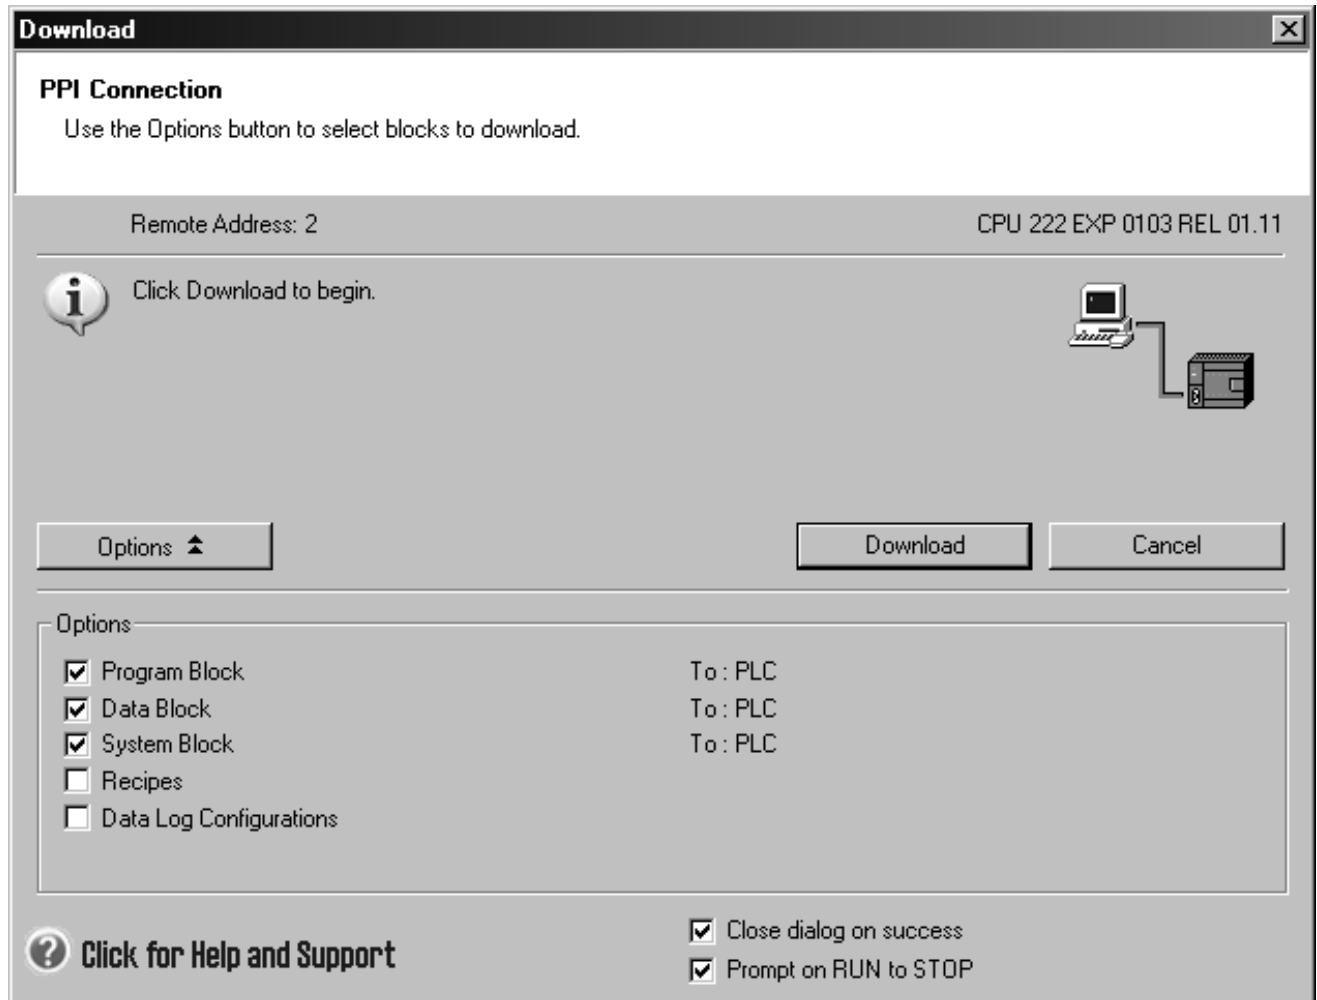 Download
PPI Connection
Use the Options button to select blocks to download.
Remote Address: 2 CPU 222 EXP 0103 REL 01.11
Click Download to begin.
Options Download Cancel
Options
Program Block To : PLC
Data Block To : PLC
System Block To : PLC
Recipes
Data Log Configurations
Click for Help and Support
Close dialog on success
Prompt on RUN to STOP